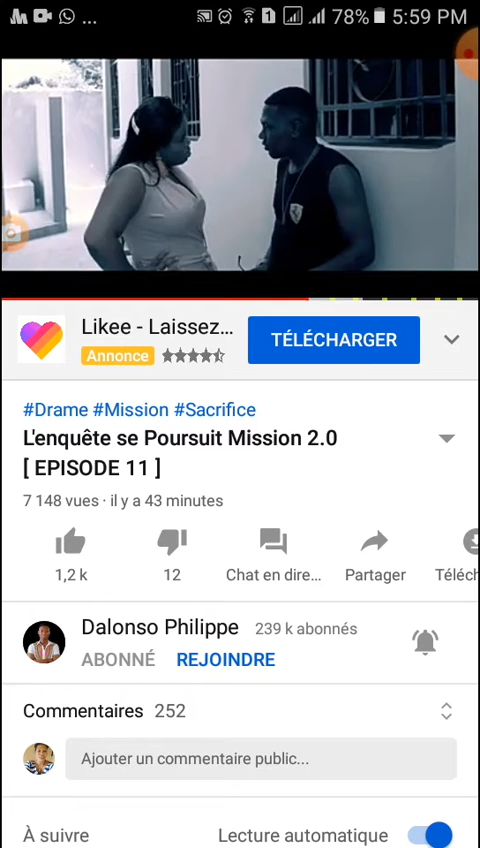 ... 1 78% 5:59 PM
Likee - Laissez...
TÉLÉCHARGER
Annonce
#Drame #Mission #Sacrifice
L'enquête se Poursuit Mission 2.0
[ EPISODE 11 ]
7 148 vues · il y a 43 minutes
1,2 k
12
Chat en dire...
Partager
Téléch
Dalonso Philippe 239 k abonnés
ABONNÉ REJOINDRE
Commentaires 252
Ajouter un commentaire public...
À suivre
Lecture automatique